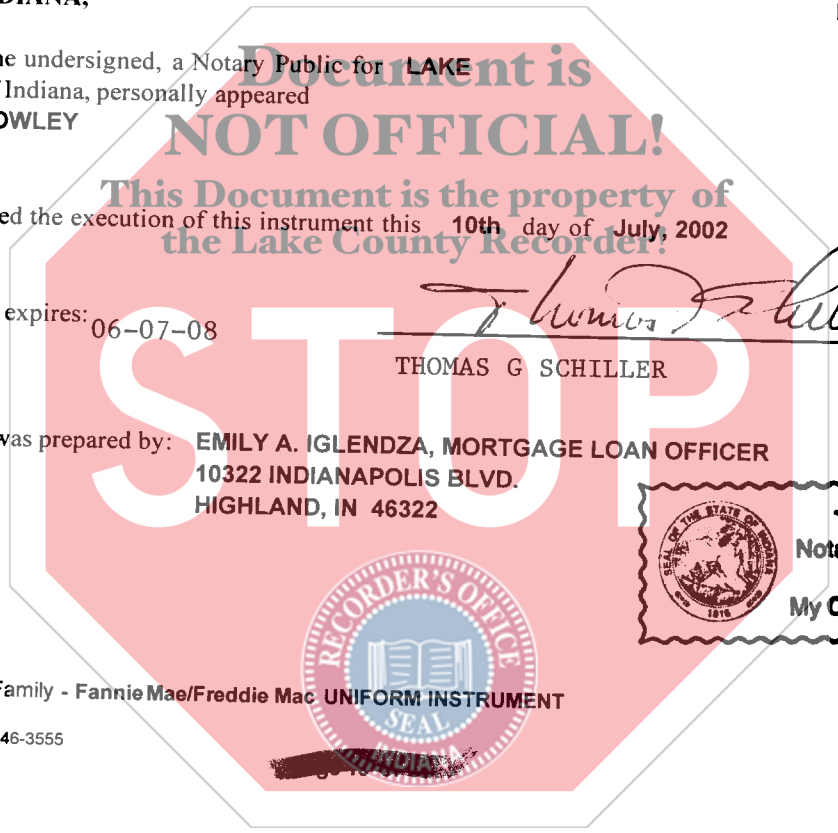 DIANA,
ne undersigned, a Notary Public for LAKE
Indiana, personally appeared
OWLEY
Document is
NOT OFFICIAL!
This Document is the property of
the Lake County Recorder!
ed the execution of this instrument this 10th day of July, 2002
expires: 06-07-08
STOP
THOMAS G SCHILLER
was prepared by: EMILY A. IGLENDZA, MORTGAGE LOAN OFFICER
10322 INDIANAPOLIS BLVD.
HIGHLAND, IN 46322
SEAL OF THE STATE OF INDIANA
1816
Nota
My C
RECORDER'S OFFICE
SEAL
INDIANA
Family - Fannie Mae/Freddie Mac UNIFORM INSTRUMENT
46-3555